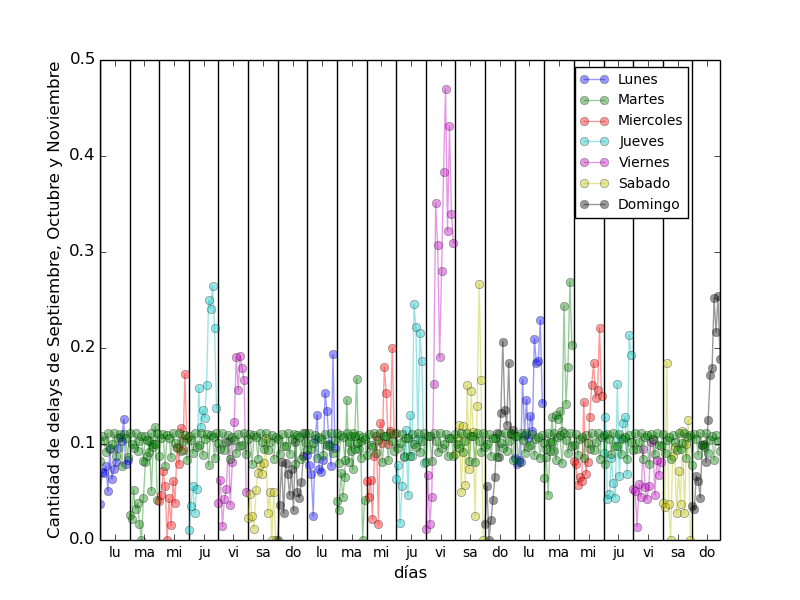 Cantidad de delays de Septiembre, Octubre y Noviembre
0.5
0.4
0.3
0.2
0.1
0.0
Lunes
Martes
Miercoles
Jueves
Viernes
Sabado
Domingo
lu ma mi ju vi sa do lu ma mi ju vi sa do lu ma mi ju vi sa do
días